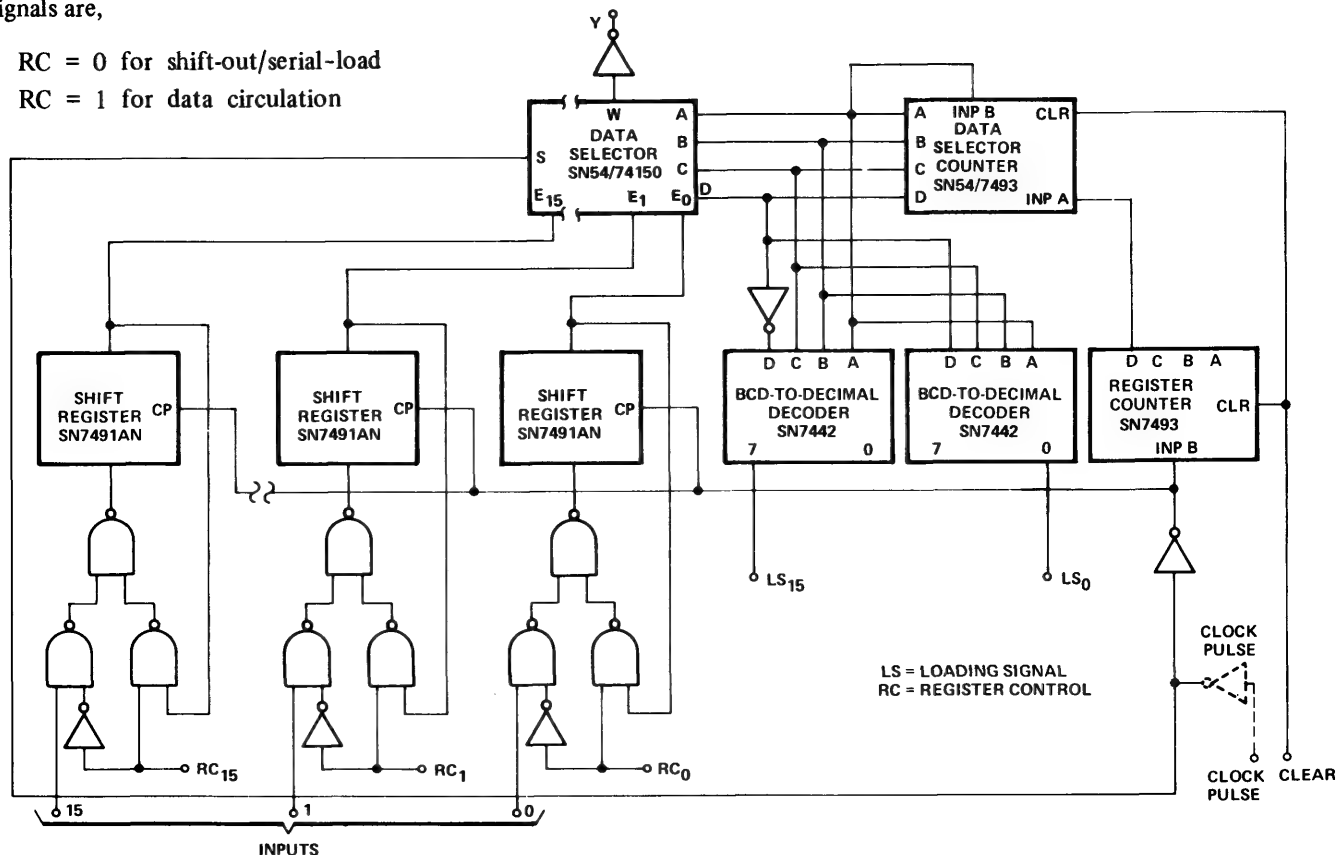 ignals are,
RC = 0 for shift-out/serial-load
RC = 1 for data circulation
Y
W
DATA
SELECTOR
SN54/74150
S
A
B
C
D
E15
E1
E0
A
B
C
D
INP B
CLR
DATA
SELECTOR
COUNTER
SN54/7493
INP A
SHIFT
REGISTER
SN7491AN
CP
SHIFT
REGISTER
SN7491AN
CP
SHIFT
REGISTER
SN7491AN
CP
D C B A
BCD-TO-DECIMAL
DECODER
SN7442
7 0
D C B A
BCD-TO-DECIMAL
DECODER
SN7442
7 0
D C B A
REGISTER
COUNTER
SN7493
CLR
INP B
LS15
LS0
CLOCK
PULSE
LS = LOADING SIGNAL
RC = REGISTER CONTROL
RC15
RC1
RC0
CLOCK
PULSE
CLEAR
15
1
0
INPUTS